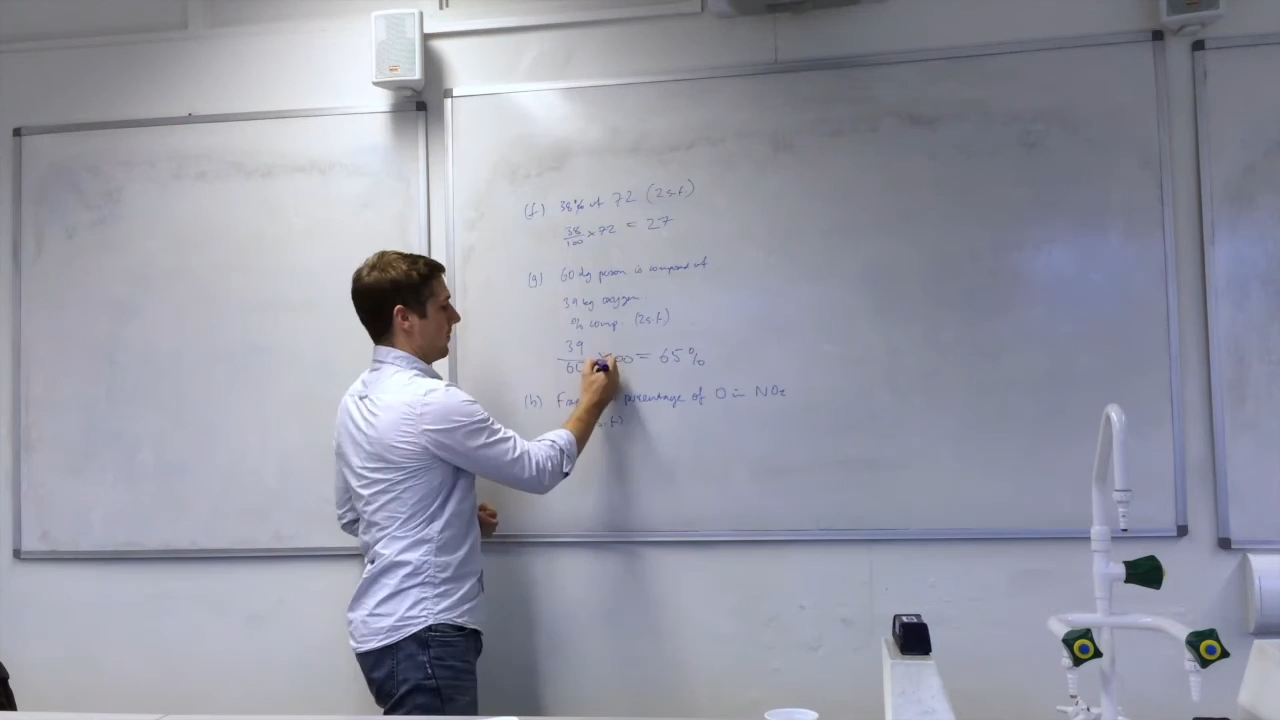 (f) 38% of 72 (2s.f.)
38/100 × 72 = 27
(g) 60 kg person is composed of
39 kg oxygen
% comp. (2s.f)
39/60 × 100 = 65%
(h) percentage of O in NO₂
s.f)